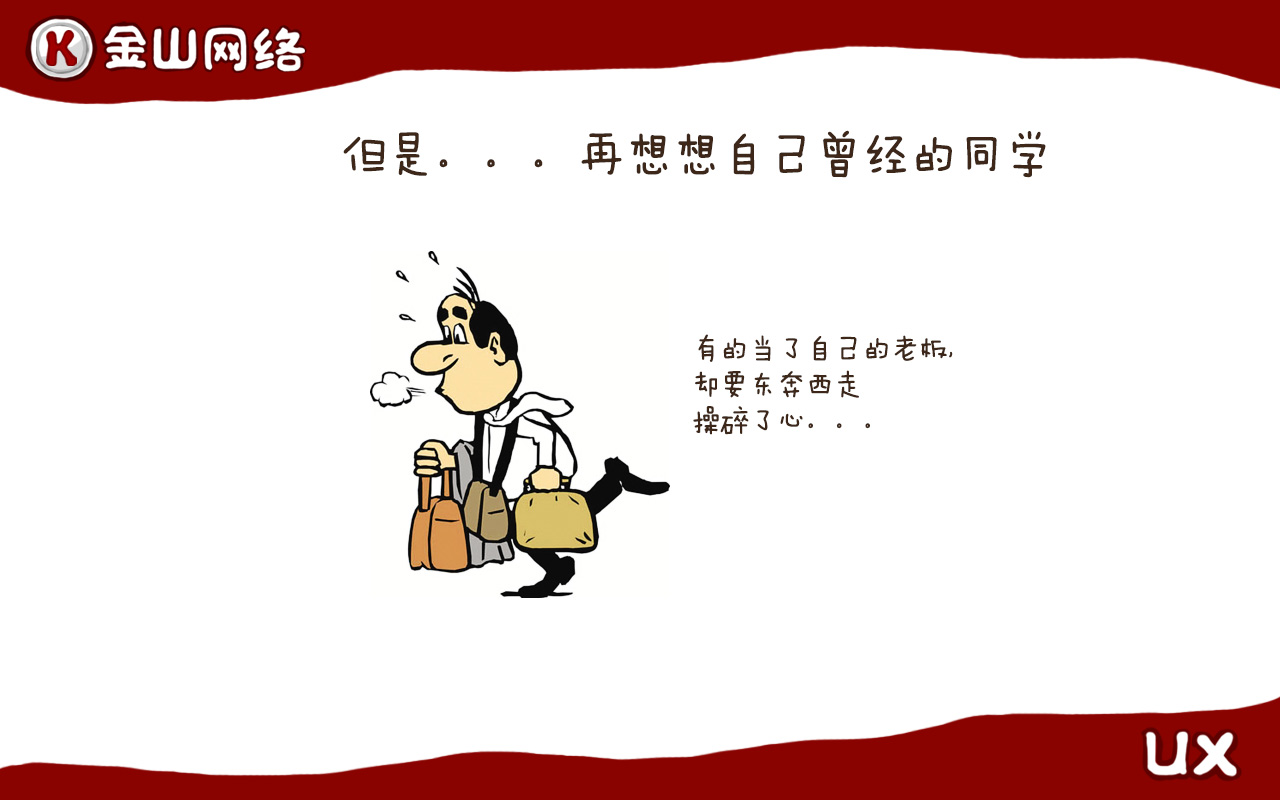 金山网络
但是。。。再想想自己曾经的同学
有的当了自己的老板,
却要东奔西走
操碎了心。。。
UX